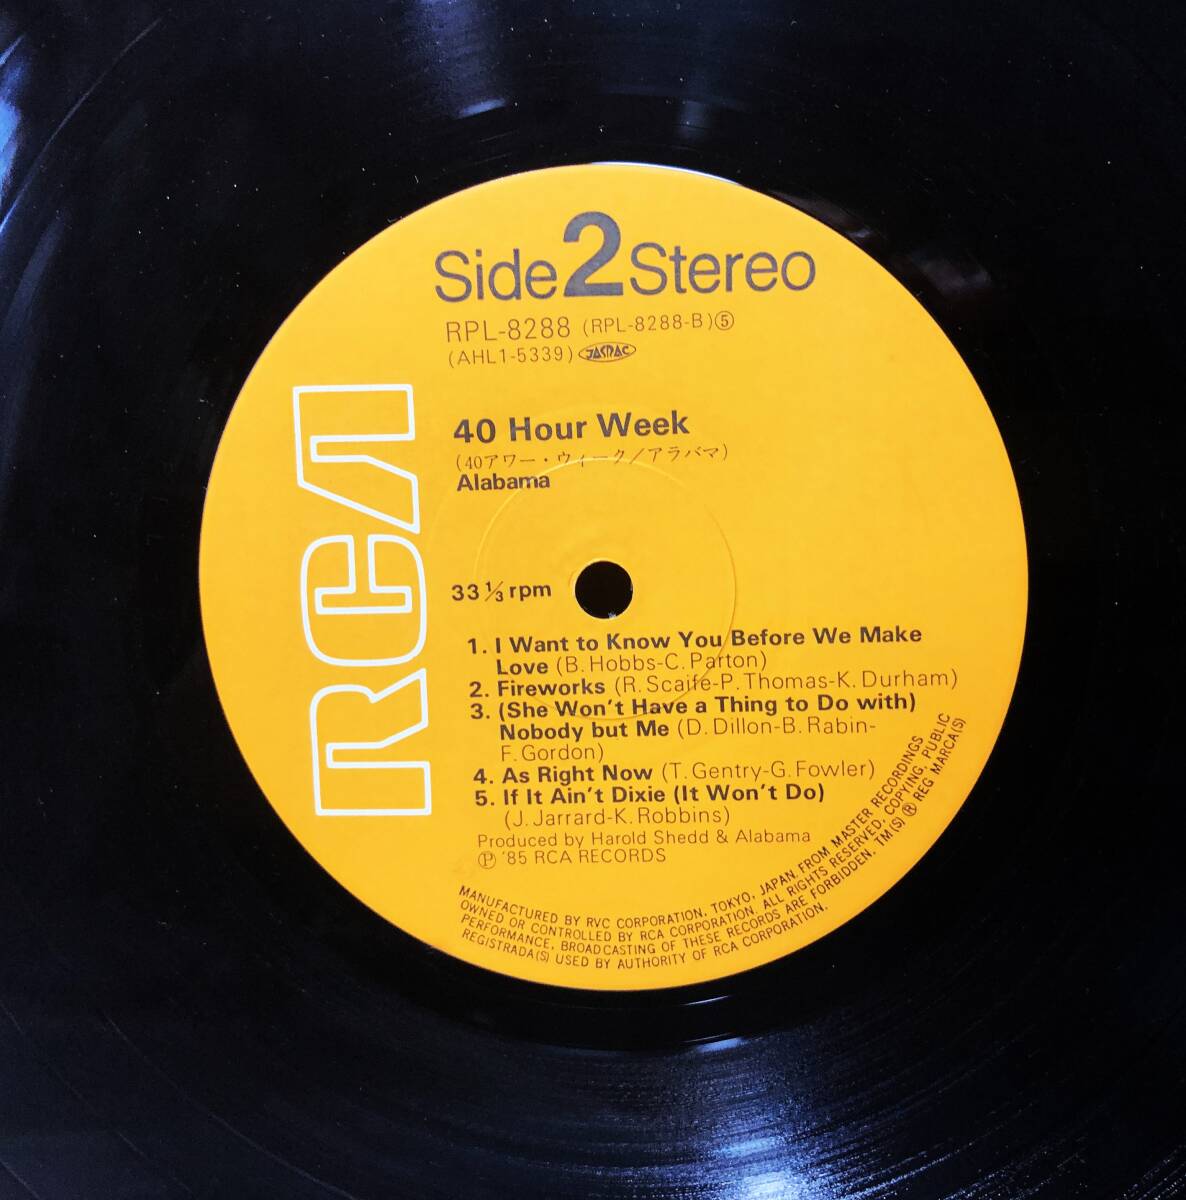 Side 2 Stereo
RPL-8288 (RPL-8288-B)⑤
(AHL1-5339) JASRAC
40 Hour Week
(40アワー・ウィーク/アラバマ)
Alabama
RCA
33 1/3 rpm
1. I Want to Know You Before We Make
Love (B. Hobbs-C. Parton)
2. Fireworks (R. Scaife-P. Thomas-K. Durham)
3. (She Won't Have a Thing to Do with)
Nobody but Me (D. Dillon-B. Rabin-
F. Gordon)
4. As Right Now (T. Gentry-G. Fowler)
5. If It Ain't Dixie (It Won't Do)
(J. Jarrard-K. Robbins)
Produced by Harold Shedd & Alabama
Ⓟ '85 RCA RECORDS
MANUFACTURED BY RVC CORPORATION, TOKYO, JAPAN, FROM MASTER RECORDINGS
OWNED OR CONTROLLED BY RCA CORPORATION. ALL RIGHTS RESERVED. COPYING, PUBLIC
PERFORMANCE, BROADCASTING OF THESE RECORDS ARE FORBIDDEN. TM(S) ® REG MARCA(S)
REGISTRADA(S) USED BY AUTHORITY OF RCA CORPORATION.